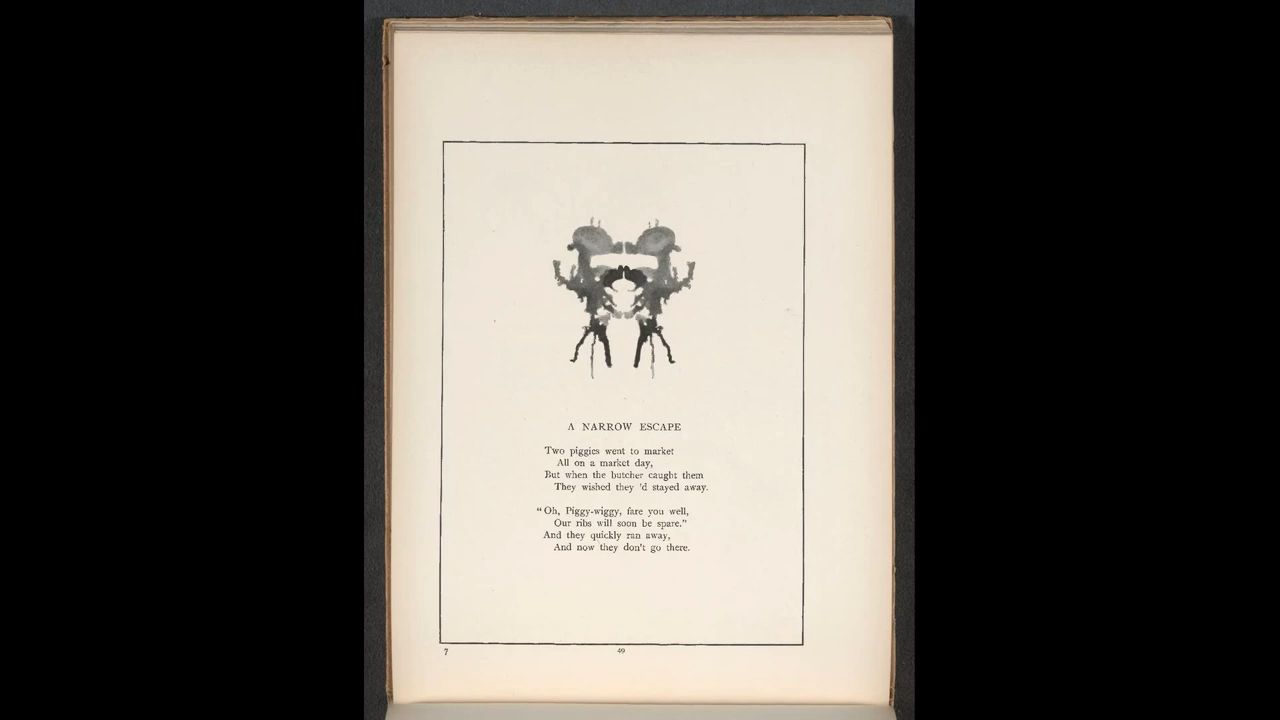 A NARROW ESCAPE
Two piggies went to market
All on a market day,
But when the butcher caught them
They wished they 'd stayed away.
"Oh, Piggy-wiggy, fare you well,
Our ribs will soon be spare."
And they quickly ran away,
And now they don't go there.
7
49